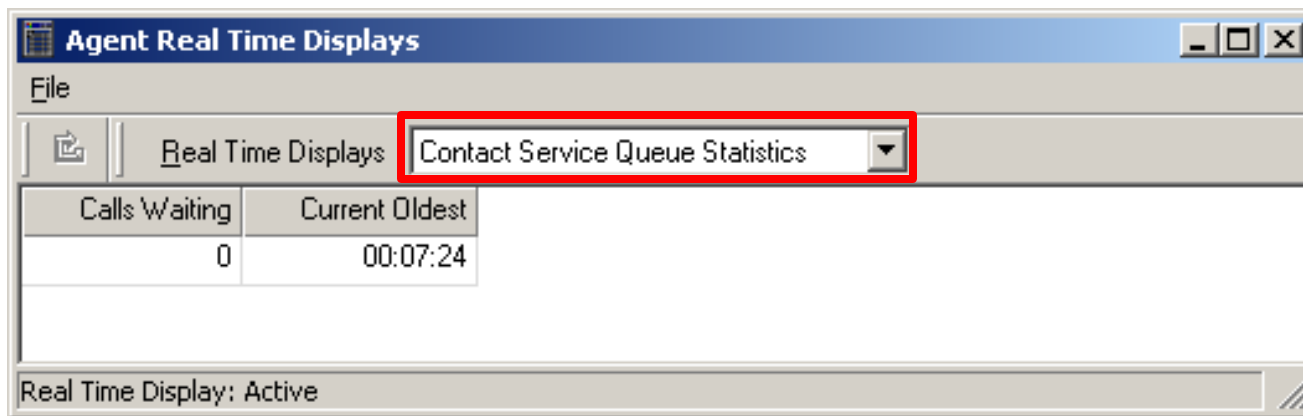 Agent Real Time Displays
File
Real Time Displays Contact Service Queue Statistics
Calls Waiting Current Oldest
0 00:07:24
Real Time Display: Active